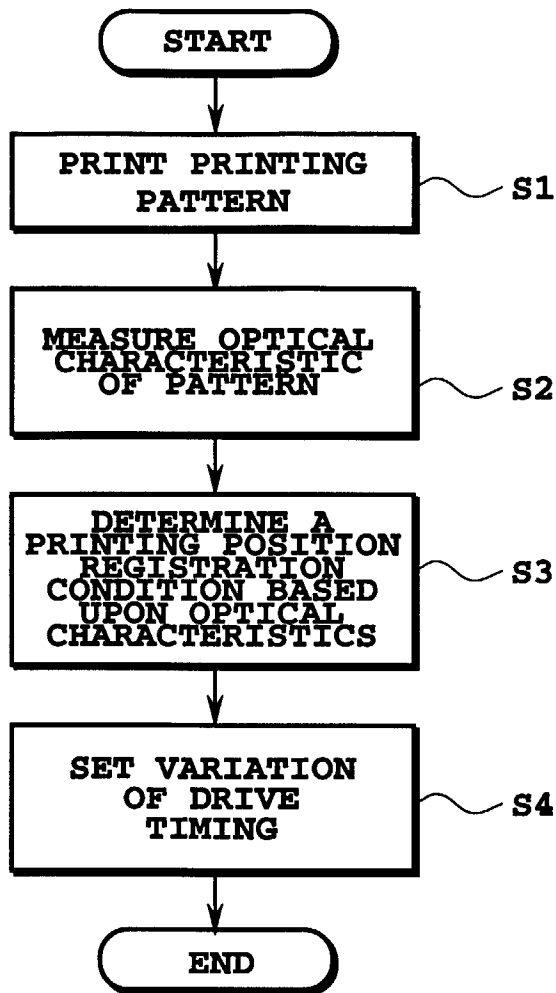 START
PRINT PRINTING
PATTERN
S1
MEASURE OPTICAL
CHARACTERISTIC
OF PATTERN
S2
DETERMINE A
PRINTING POSITION
REGISTRATION
CONDITION BASED
UPON OPTICAL
CHARACTERISTICS
S3
SET VARIATION
OF DRIVE
TIMING
S4
END